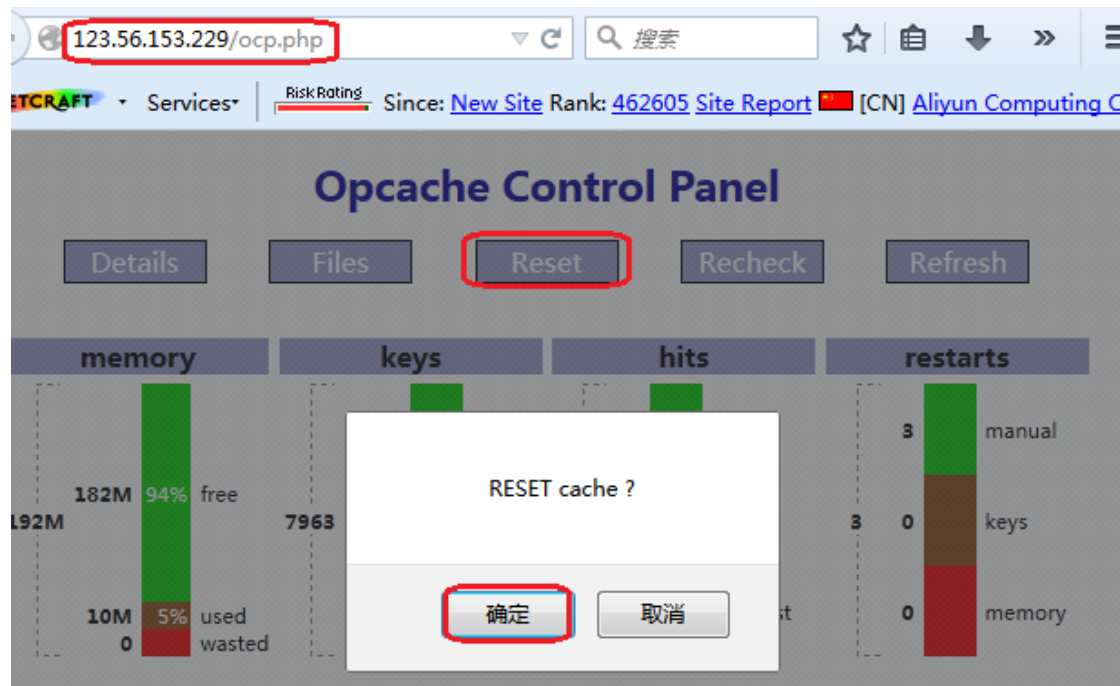 123.56.153.229/ocp.php 搜索
ETCRAFT Services Risk Rating Since: New Site Rank: 462605 Site Report [CN] Aliyun Computing C
Opcache Control Panel
Details Files Reset Recheck Refresh
memory keys hits restarts
3 manual
RESET cache ?
182M 94% free
192M 7963 3 0 keys
确定 取消
10M 5% used st 0 memory
0 wasted